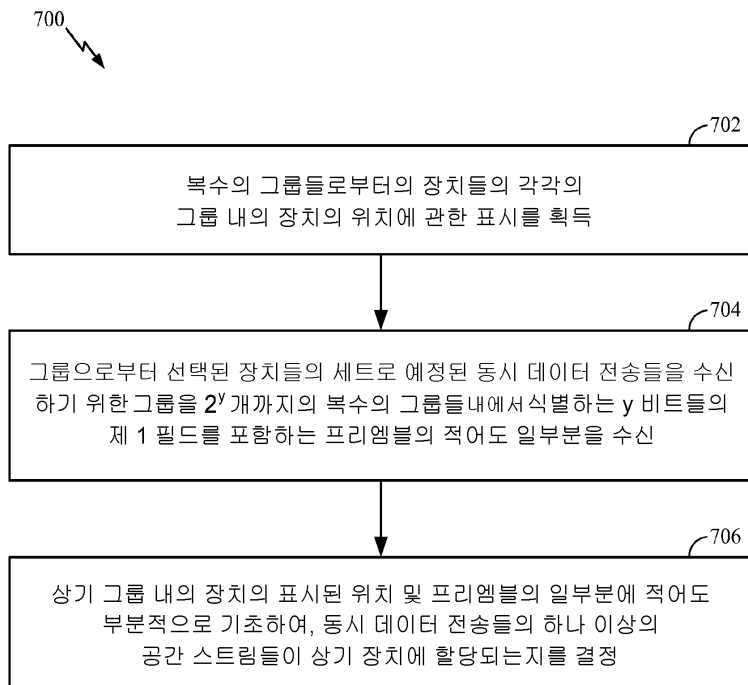 700
702
복수의 그룹들로부터의 장치들의 각각의
그룹 내의 장치의 위치에 관한 표시를 획득
704
그룹으로부터 선택된 장치들의 세트로 예정된 동시 데이터 전송들을 수신
하기 위한 그룹을 2^y 개까지의 복수의 그룹들내에서 식별하는 y 비트들의
제 1 필드를 포함하는 프리엠블의 적어도 일부분을 수신
706
상기 그룹 내의 장치의 표시된 위치 및 프리엠블의 일부분에 적어도
부분적으로 기초하여, 동시 데이터 전송들의 하나 이상의
공간 스트림들이 상기 장치에 할당되는지를 결정